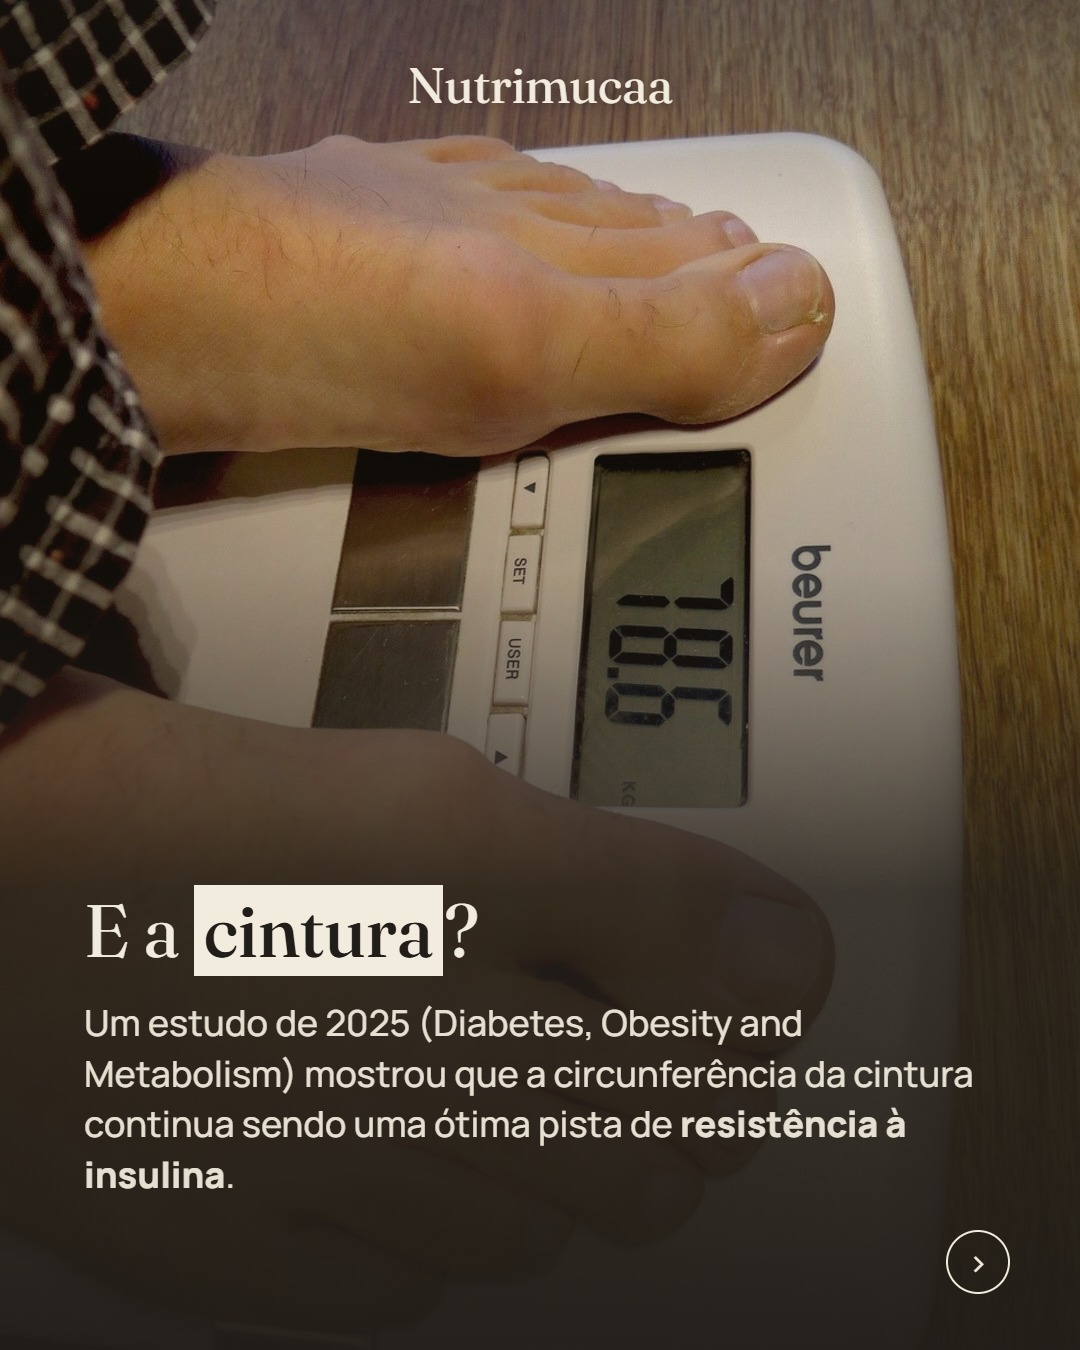 Nutrimucaa
▼
SET
USER
▲
78.6
KG
beurer
E a cintura?
Um estudo de 2025 (Diabetes, Obesity and
Metabolism) mostrou que a circunferência da cintura
continua sendo uma ótima pista de resistência à
insulina.